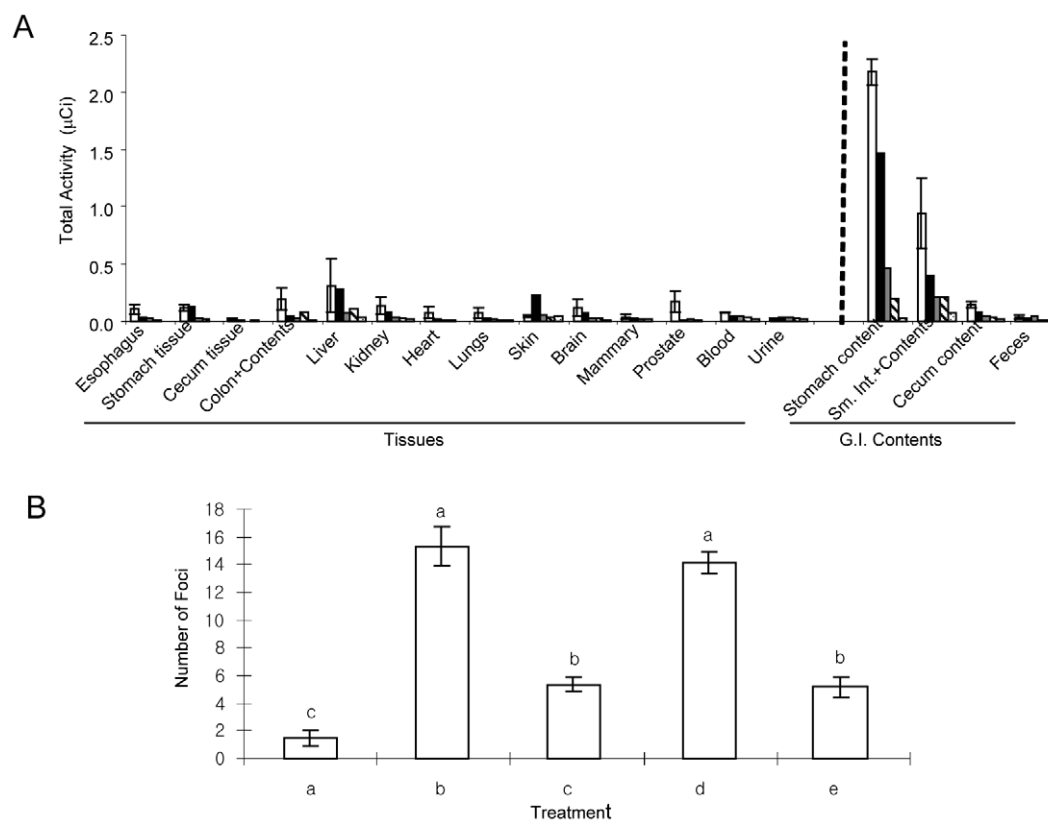 A
Total Activity (µCi)
2.5
2.0
1.5
1.0
0.5
0.0
Esophagus
Stomach tissue
Cecum tissue
Colon+Contents
Liver
Kidney
Heart
Lungs
Skin
Brain
Mammary
Prostate
Blood
Urine
Stomach content
Sm. Int.+Contents
Cecum content
Feces
Tissues
G.I. Contents
B
Number of Foci
18
16
14
12
10
8
6
4
2
0
c
a
b
a
b
a
b
c
d
e
Treatment